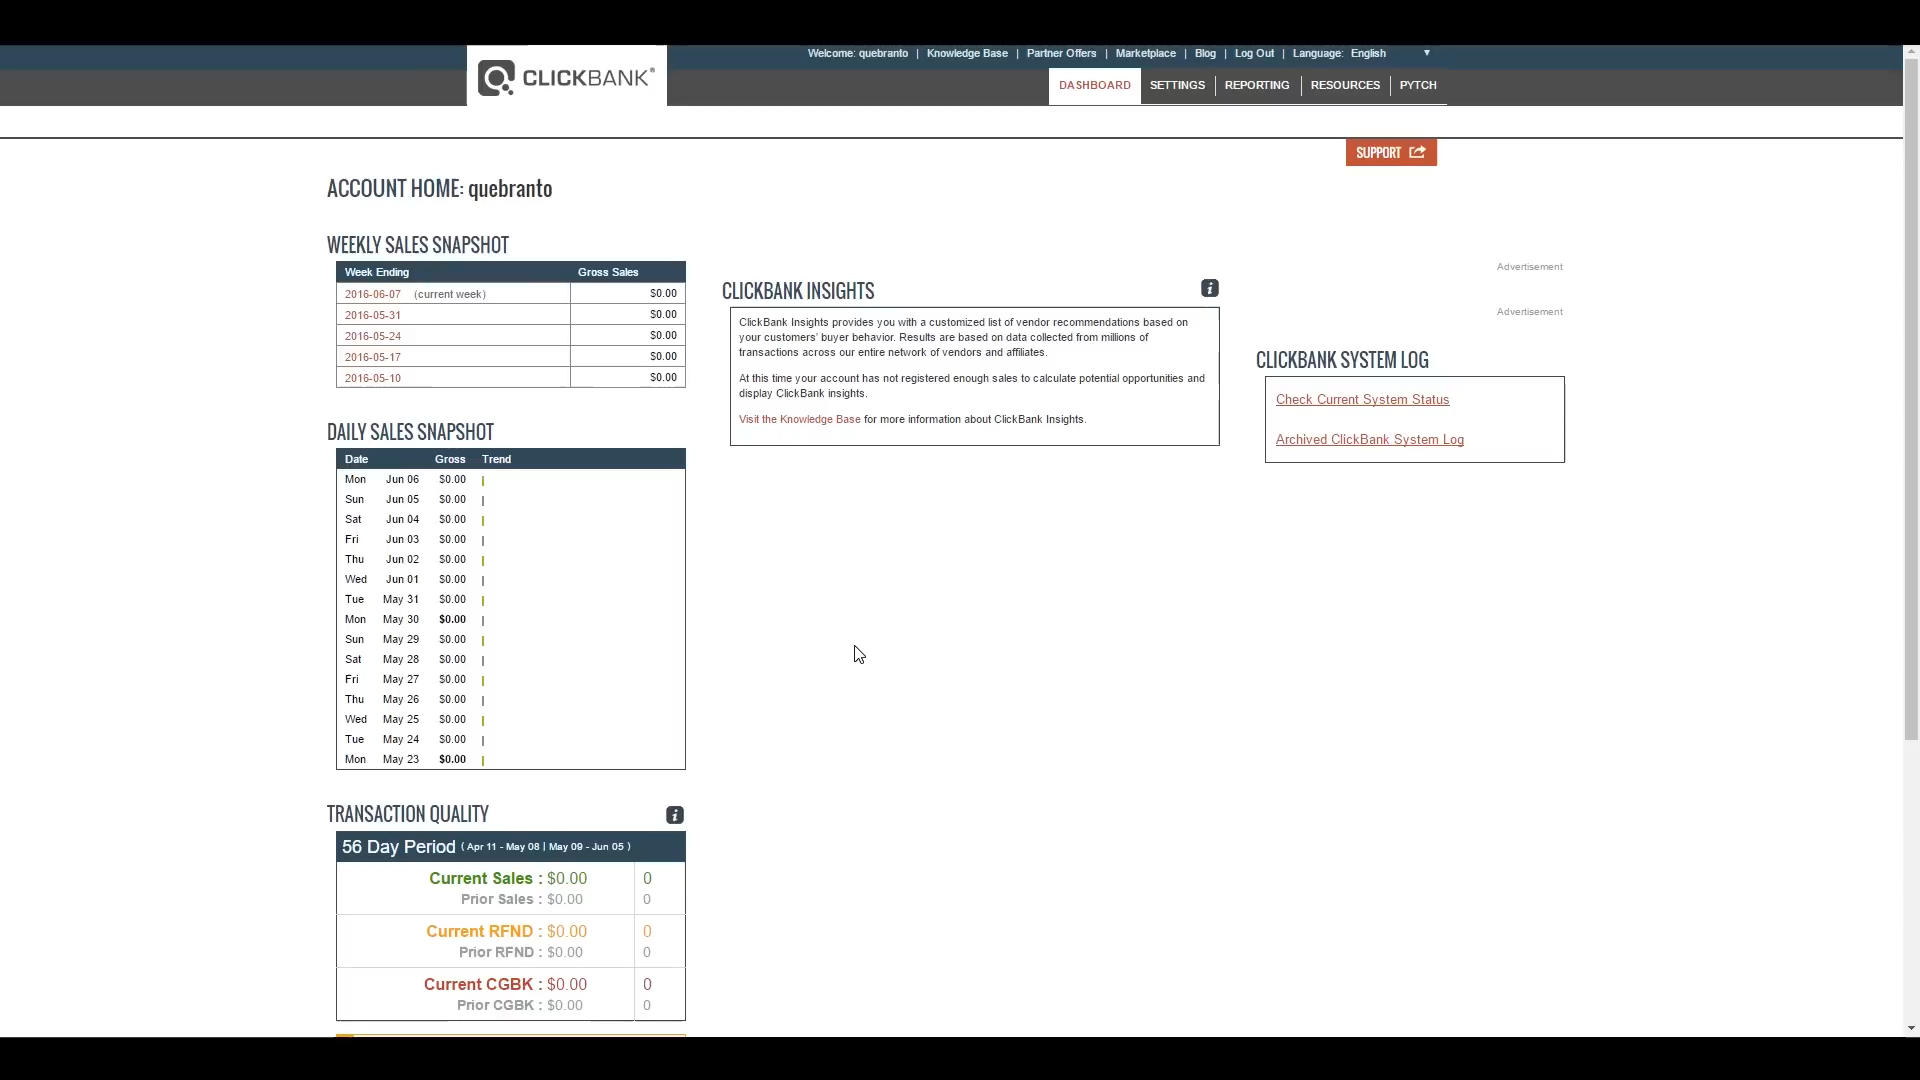 Welcome: quebranto | Knowledge Base | Partner Offers | Marketplace | Blog | Log Out | Language: English ▼
CLICKBANK®
DASHBOARD SETTINGS REPORTING RESOURCES PYTCH
SUPPORT
ACCOUNT HOME: quebranto
WEEKLY SALES SNAPSHOT
Week Ending Gross Sales
2016-06-07 (current week) $0.00
2016-05-31 $0.00
2016-05-24 $0.00
2016-05-17 $0.00
2016-05-10 $0.00
DAILY SALES SNAPSHOT
Date Gross Trend
Mon Jun 06 $0.00
Sun Jun 05 $0.00
Sat Jun 04 $0.00
Fri Jun 03 $0.00
Thu Jun 02 $0.00
Wed Jun 01 $0.00
Tue May 31 $0.00
Mon May 30 $0.00
Sun May 29 $0.00
Sat May 28 $0.00
Fri May 27 $0.00
Thu May 26 $0.00
Wed May 25 $0.00
Tue May 24 $0.00
Mon May 23 $0.00
TRANSACTION QUALITY i
56 Day Period ( Apr 11 - May 08 | May 09 - Jun 05 )
Current Sales : $0.00 0
Prior Sales : $0.00 0
Current RFND : $0.00 0
Prior RFND : $0.00 0
Current CGBK : $0.00 0
Prior CGBK : $0.00 0
CLICKBANK INSIGHTS i
ClickBank Insights provides you with a customized list of vendor recommendations based on
your customers' buyer behavior. Results are based on data collected from millions of
transactions across our entire network of vendors and affiliates.
At this time your account has not registered enough sales to calculate potential opportunities and
display ClickBank insights.
Visit the Knowledge Base for more information about ClickBank Insights.
Advertisement
Advertisement
CLICKBANK SYSTEM LOG
Check Current System Status
Archived ClickBank System Log